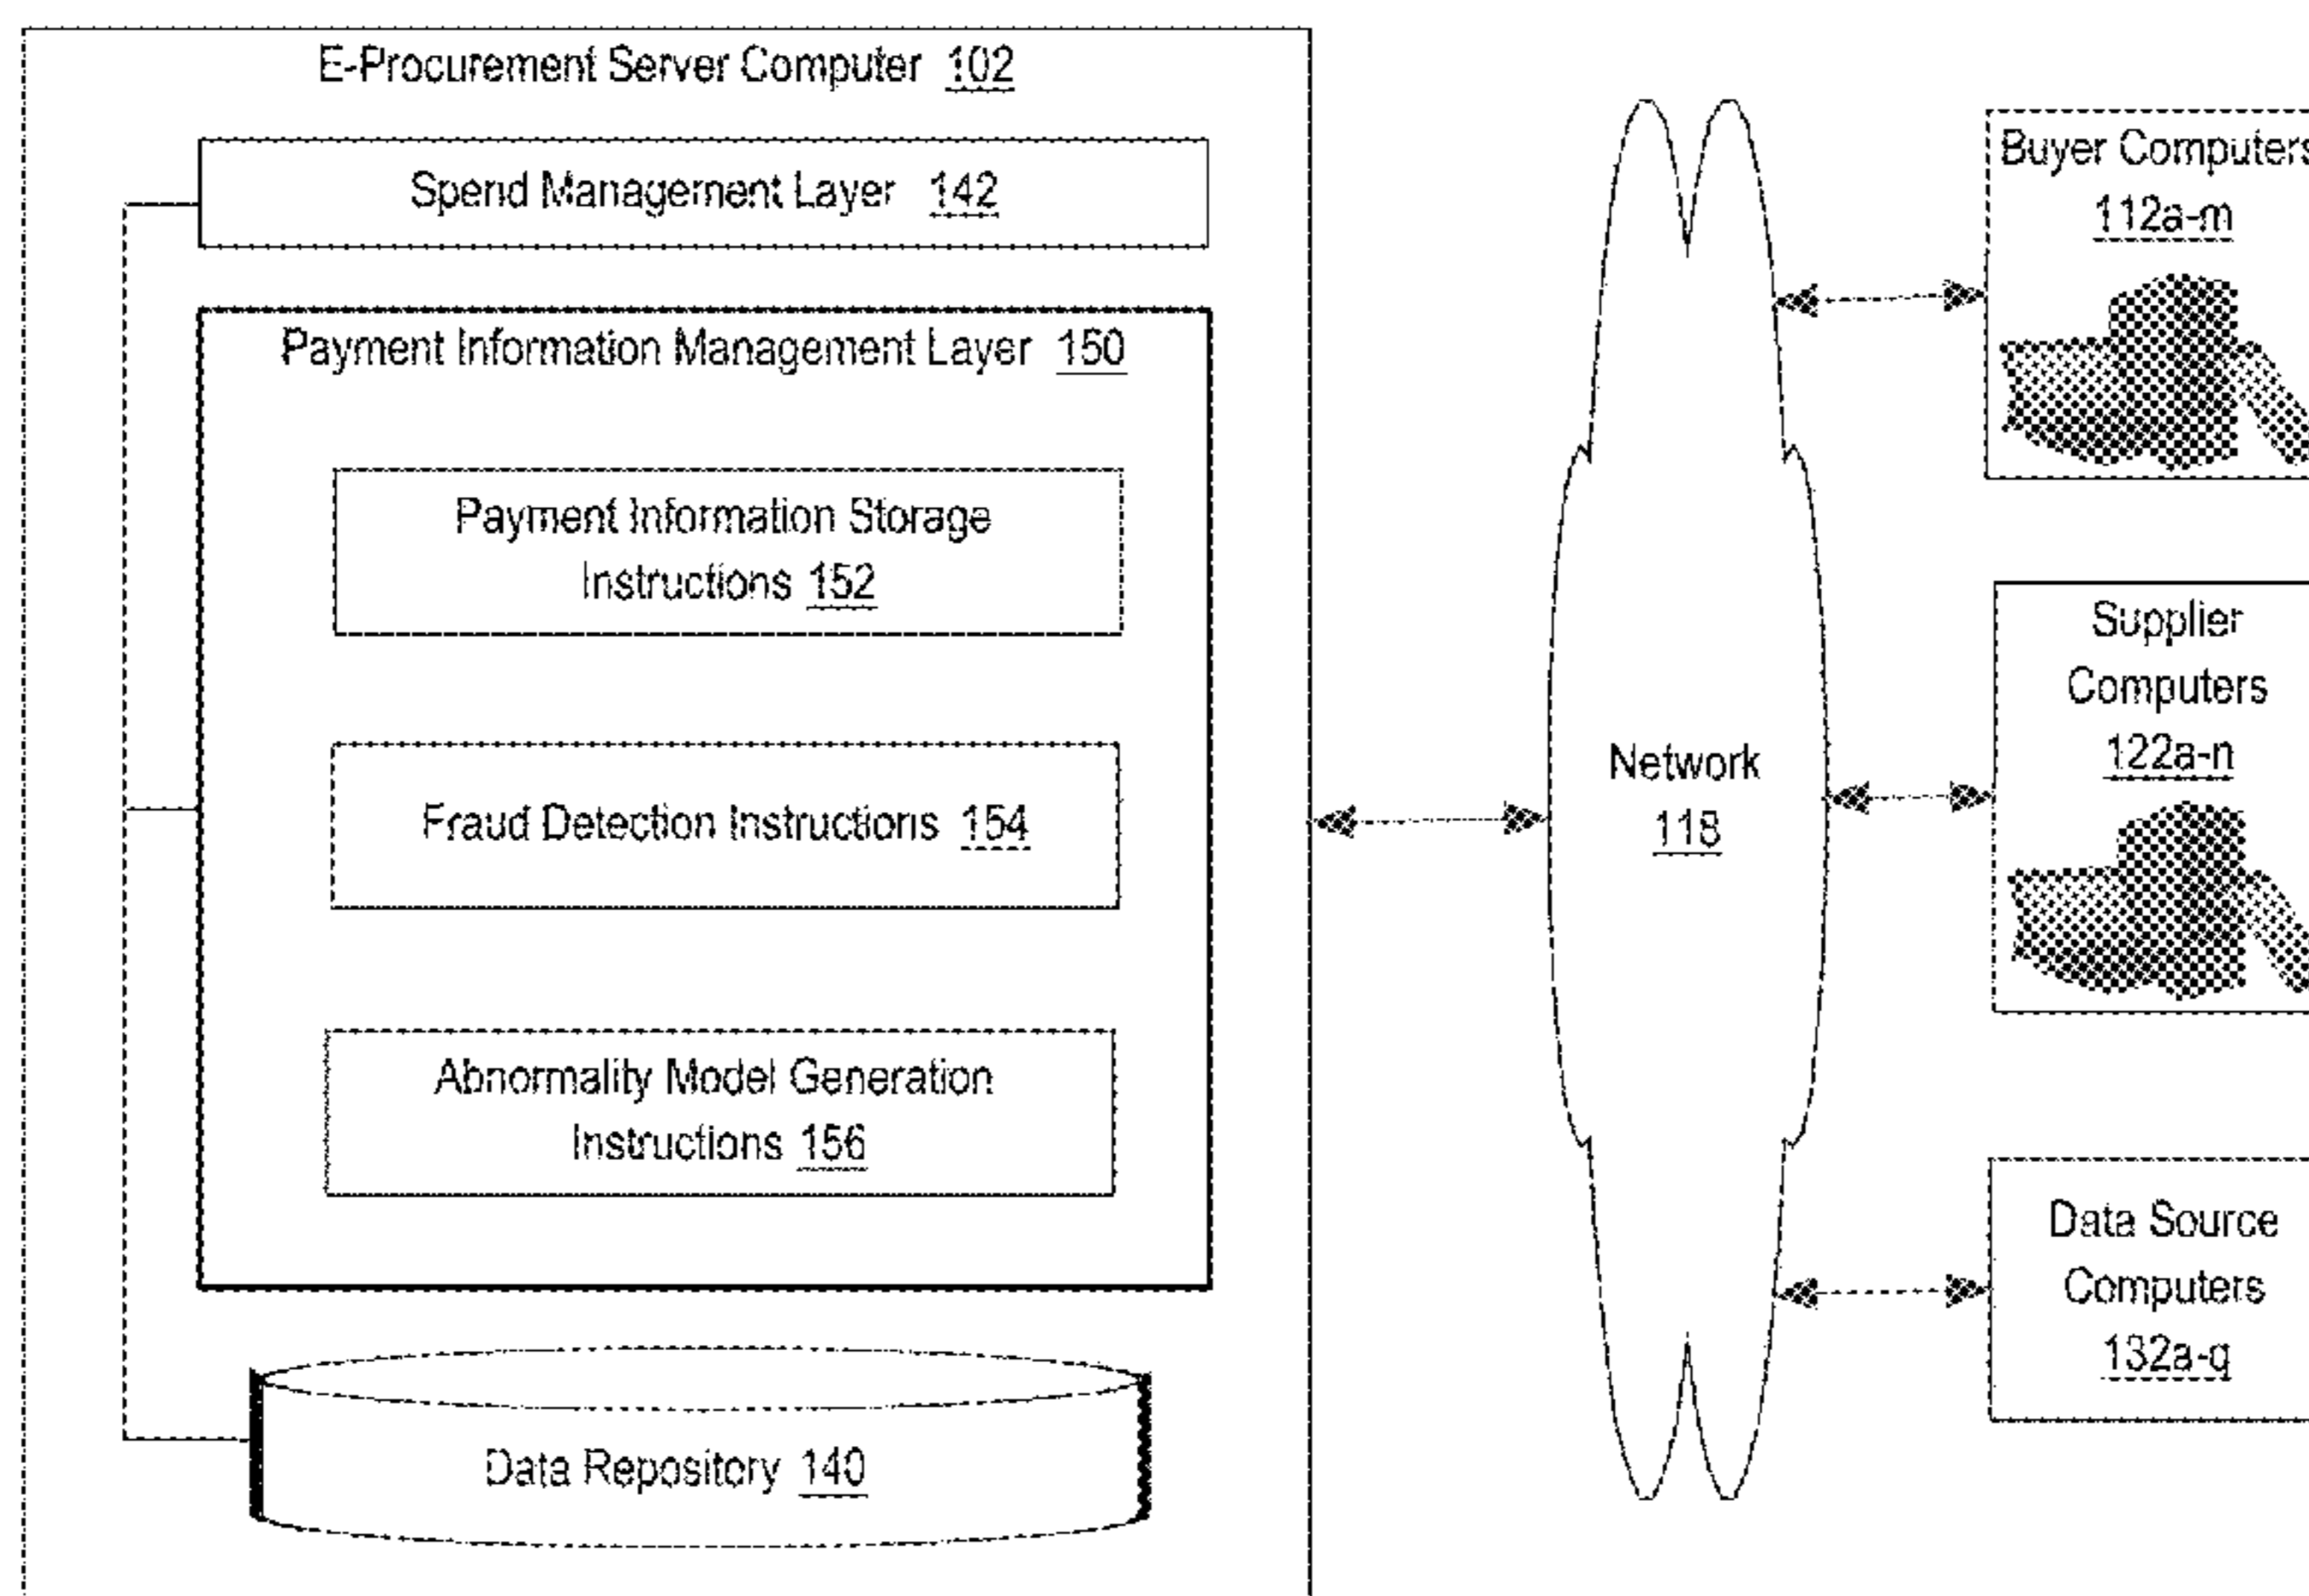 E-Procurement Server Computer 102
Spend Management Layer 142
Payment Information Management Layer 150
Payment Information Storage
Instructions 152
Fraud Detection Instructions 154
Abnormality Model Generation
Instructions 156
Data Repository 140
Network
118
Buyer Computers
112a-m
Supplier
Computers
122a-n
Data Source
Computers
132a-q